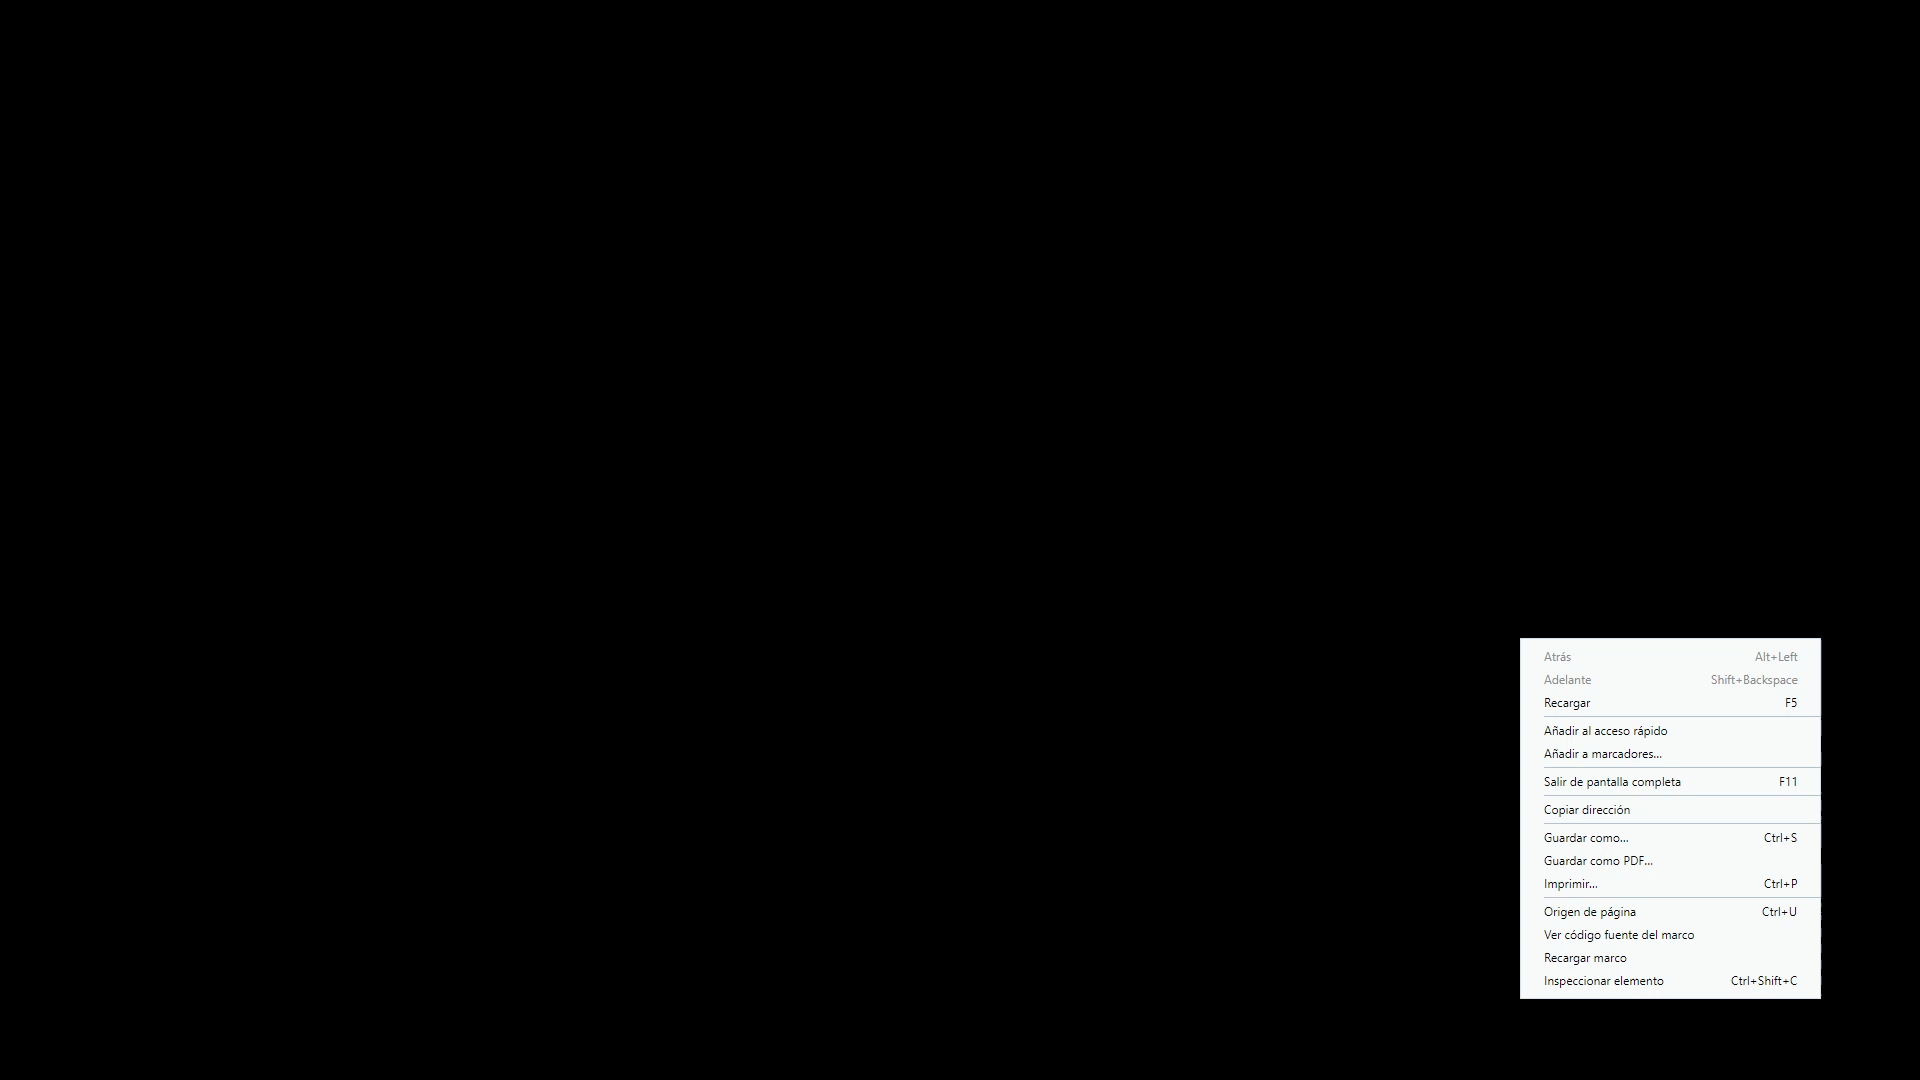 Atrás Alt+Left
Adelante Shift+Backspace
Recargar F5
Añadir al acceso rápido
Añadir a marcadores...
Salir de pantalla completa F11
Copiar dirección
Guardar como... Ctrl+S
Guardar como PDF...
Imprimir... Ctrl+P
Origen de página Ctrl+U
Ver código fuente del marco
Recargar marco
Inspeccionar elemento Ctrl+Shift+C